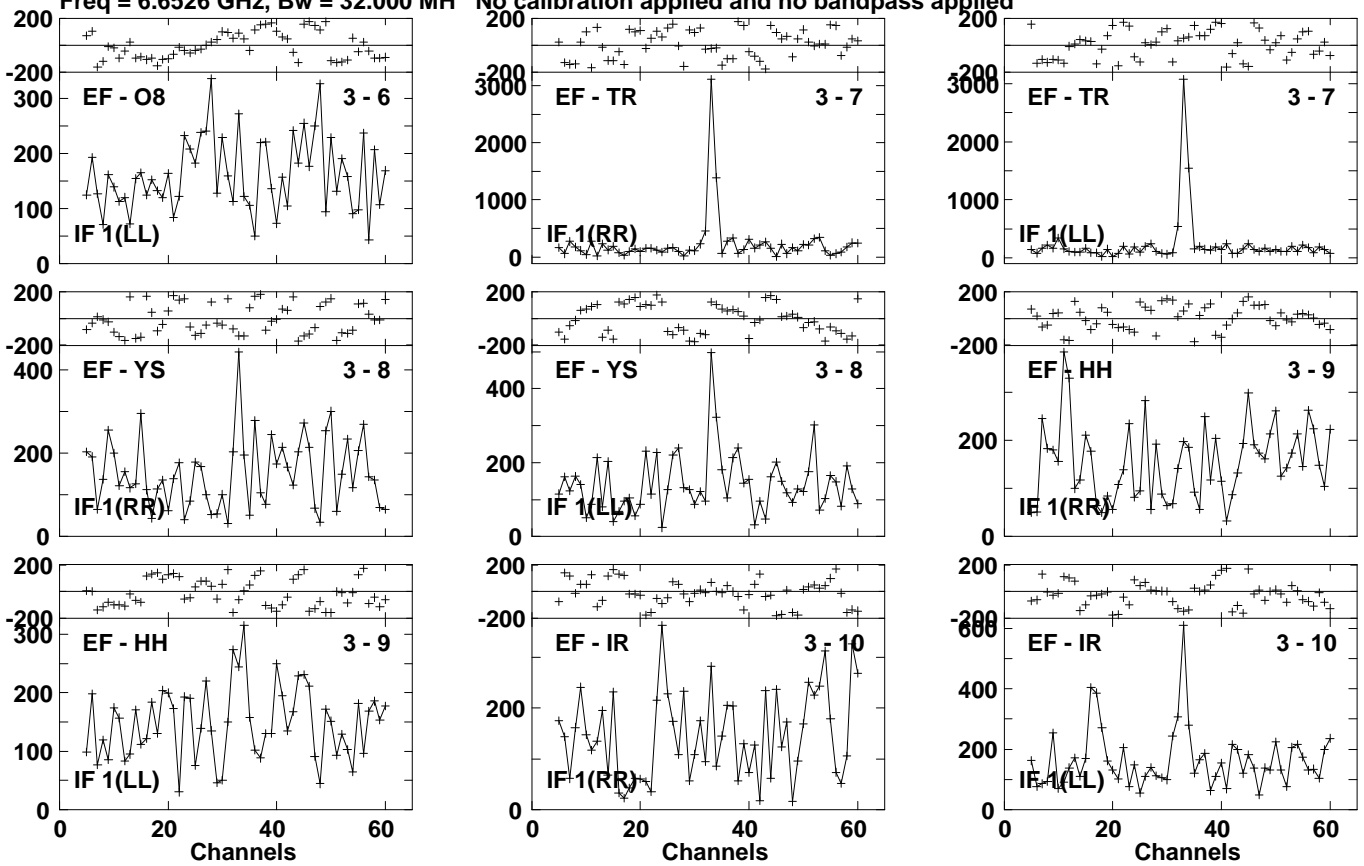 Freq = 6.6526 GHz, Bw = 32.000 MH No calibration applied and no bandpass applied
200
-200
300
200
100
0
EF - O8
3 - 6
IF 1(LL)
200
-200
3000
2000
1000
0
EF - TR
3 - 7
IF 1(RR)
200
-200
3000
2000
1000
0
EF - TR
3 - 7
IF 1(LL)
200
-200
400
200
0
EF - YS
3 - 8
IF 1(RR)
200
-200
400
200
0
EF - YS
3 - 8
IF 1(LL)
200
-200
200
0
EF - HH
3 - 9
IF 1(RR)
200
-200
300
200
100
0
EF - HH
3 - 9
IF 1(LL)
0 20 40 60
Channels
200
-200
200
0
EF - IR
3 - 10
IF 1(RR)
0 20 40 60
200
-200
600
400
200
0
EF - IR
3 - 10
IF 1(LL)
0 20 40 60
Channels